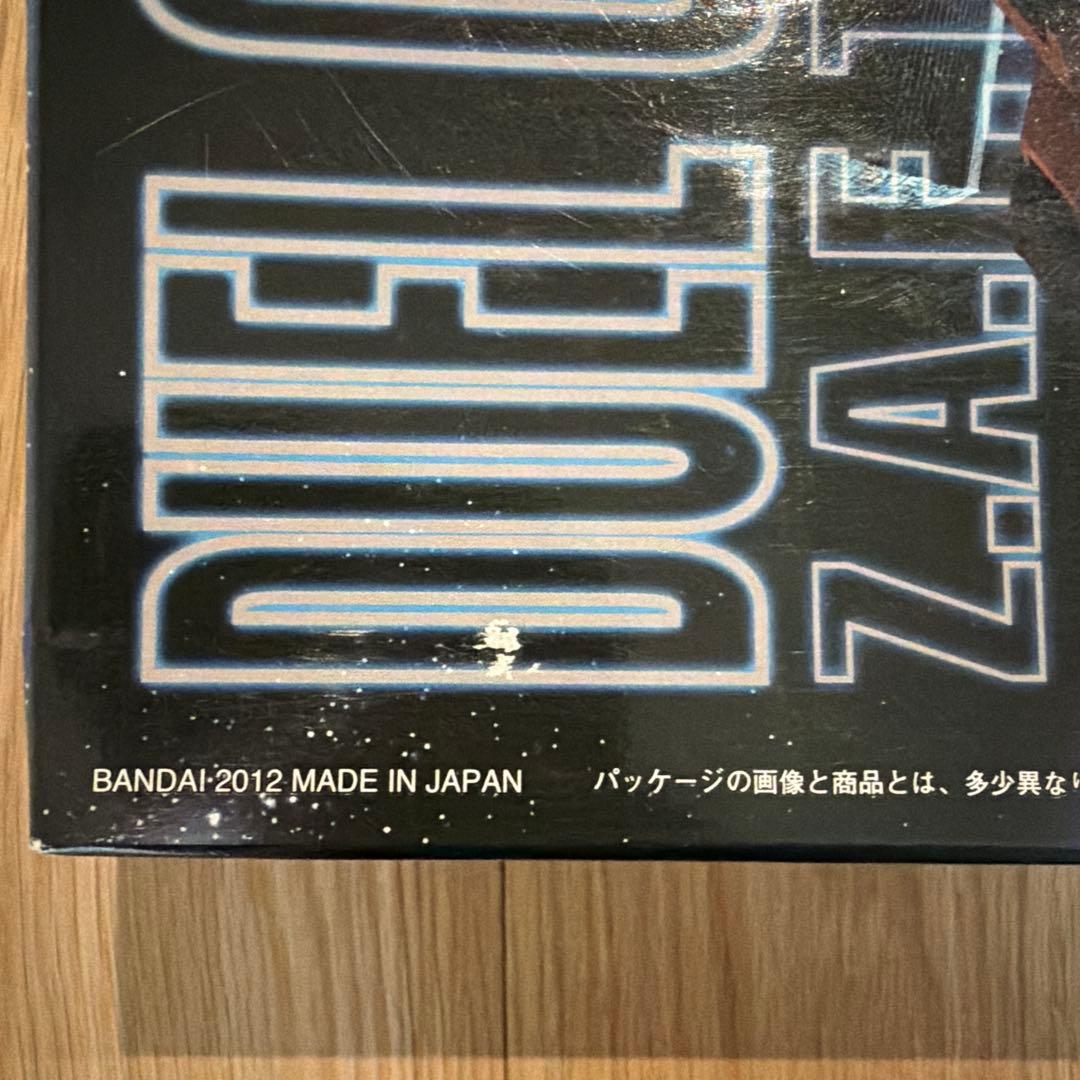 DUEL
Z.A.F.T
BANDAI·2012 MADE IN JAPAN
パッケージの画像と商品とは、多少異な